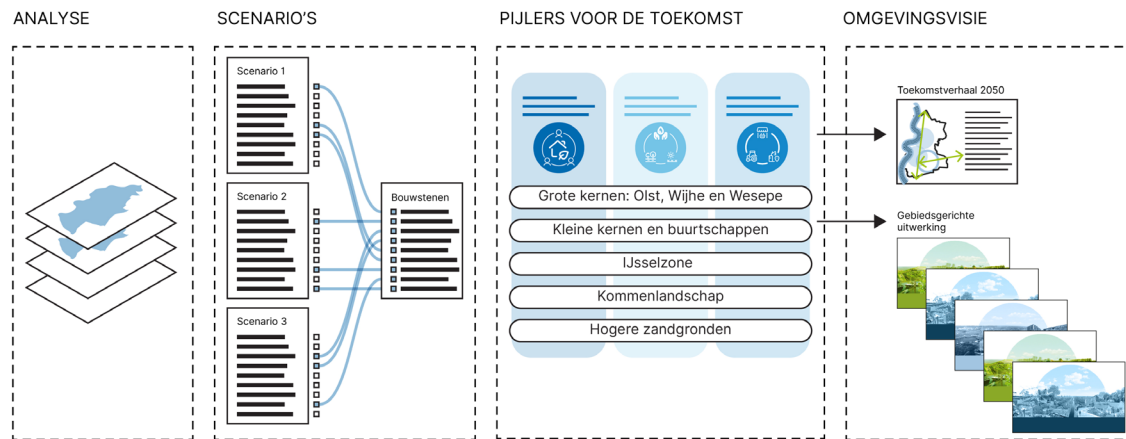 ANALYSE
SCENARIO'S
PIJLERS VOOR DE TOEKOMST
OMGEVINGSVISIE
Scenario 1
Scenario 2
Scenario 3
Bouwstenen
Grote kernen: Olst, Wijhe en Wesepe
Kleine kernen en buurtschappen
IJsselzone
Kommenlandschap
Hogere zandgronden
Toekomstverhaal 2050
Gebiedsgerichte
uitwerking